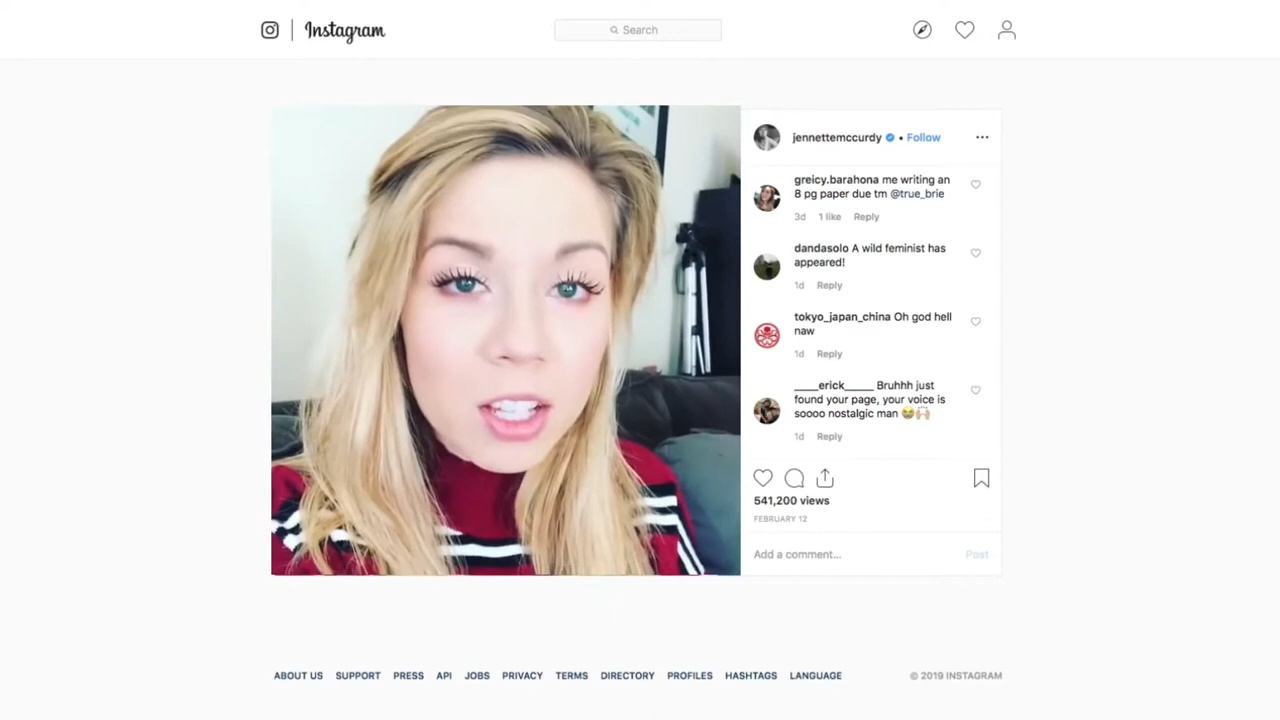 Instagram
Search
jennettemccurdy • Follow
greicy.barahona me writing an
8 pg paper due tm @true_brie
3d 1 like Reply
dandasolo A wild feminist has
appeared!
1d Reply
tokyo_japan_china Oh god hell
naw
1d Reply
____erick_____ Bruhhh just
found your page, your voice is
soooo nostalgic man 😭🙌🏼
1d Reply
541,200 views
FEBRUARY 12
Add a comment... Post
ABOUT US SUPPORT PRESS API JOBS PRIVACY TERMS DIRECTORY PROFILES HASHTAGS LANGUAGE © 2019 INSTAGRAM